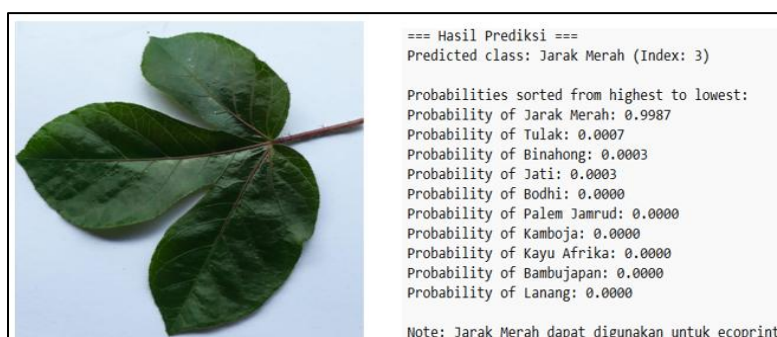 === Hasil Prediksi ===
Predicted class: Jarak Merah (Index: 3)
Probabilities sorted from highest to lowest:
Probability of Jarak Merah: 0.9987
Probability of Tulak: 0.0007
Probability of Binahong: 0.0003
Probability of Jati: 0.0003
Probability of Bodhi: 0.0000
Probability of Palem Jamrud: 0.0000
Probability of Kamboja: 0.0000
Probability of Kayu Afrika: 0.0000
Probability of Bambujapan: 0.0000
Probability of Lanang: 0.0000
Note: Jarak Merah dapat digunakan untuk ecoprint